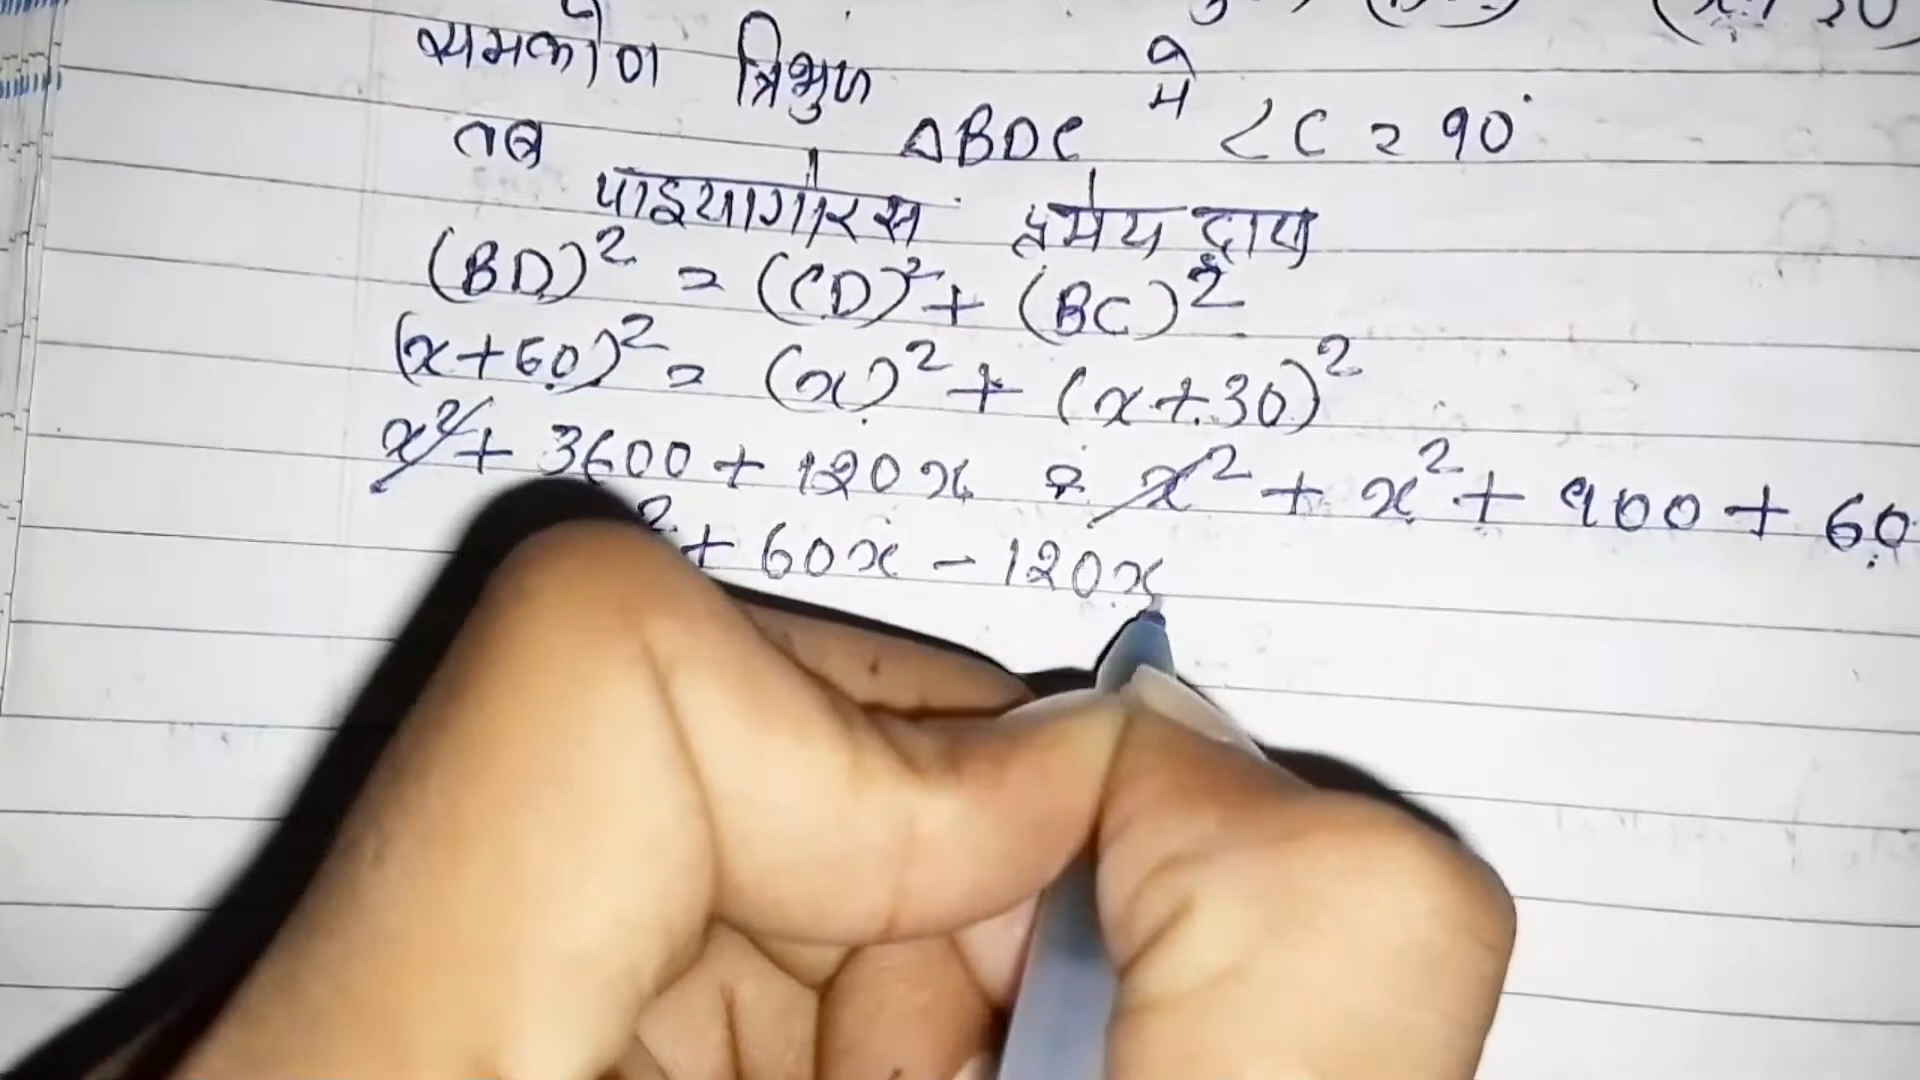 समकोण त्रिभुज में
तब ΔBDC ∠C = 90°
पाइथागोरस प्रमेय द्वारा
(BD)² = (CD)² + (BC)²
(x+60)² = (x)² + (x+30)²
x² + 3600 + 120x = x² + x² + 900 + 60
² + 60x - 120x